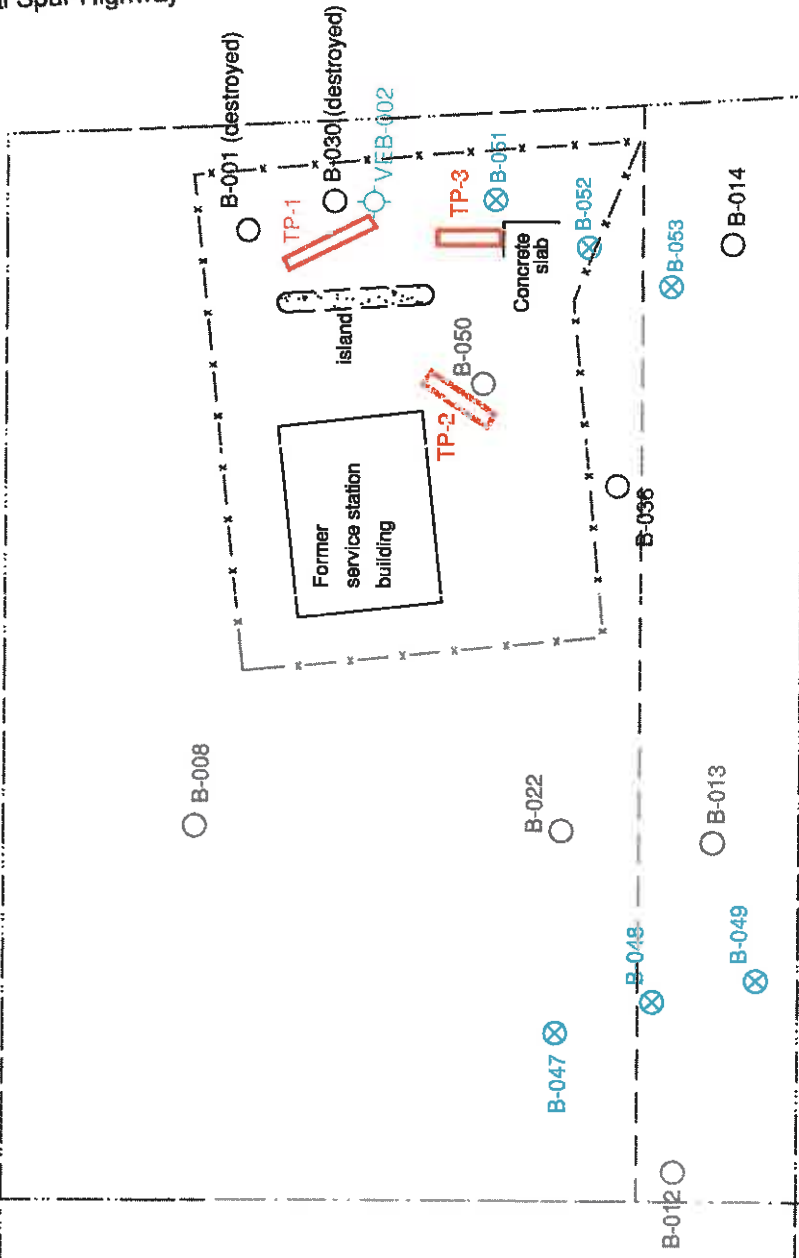 Spur Highway
B-001 (destroyed)
B-030 (destroyed)
VEB-002
TP-1
TP-3
B-051
B-052
B-053
B-014
Concrete
slab
island
B-050
TP-2
Former
service station
building
B-036
B-008
B-022
B-013
B-048
B-049
B-047
B-012